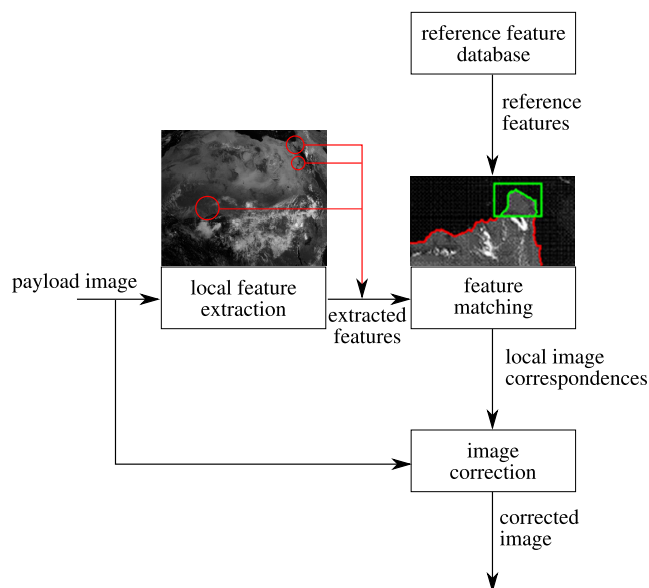 reference feature
database
reference
features
payload image
local feature
extraction
extracted
features
feature
matching
local image
correspondences
image
correction
corrected
image